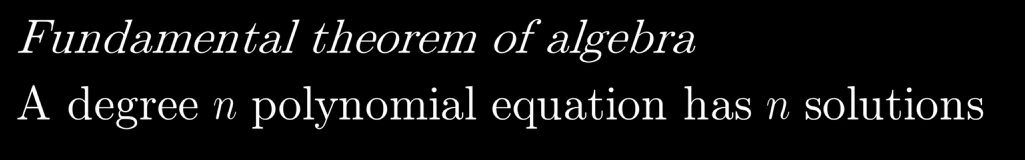 Fundamental theorem of algebra
A degree n polynomial equation has n solutions